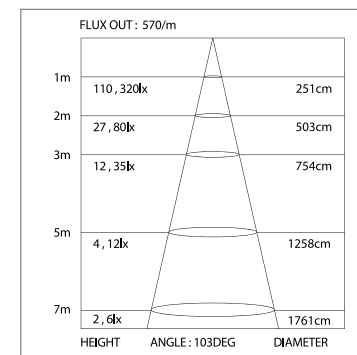 FLUX OUT : 570/m
1m
110 , 320lx 251cm
2m
27 , 80lx 503cm
3m
12 , 35lx 754cm
5m
4 , 12lx 1258cm
7m
2 , 6lx 1761cm
HEIGHT ANGLE : 103DEG DIAMETER